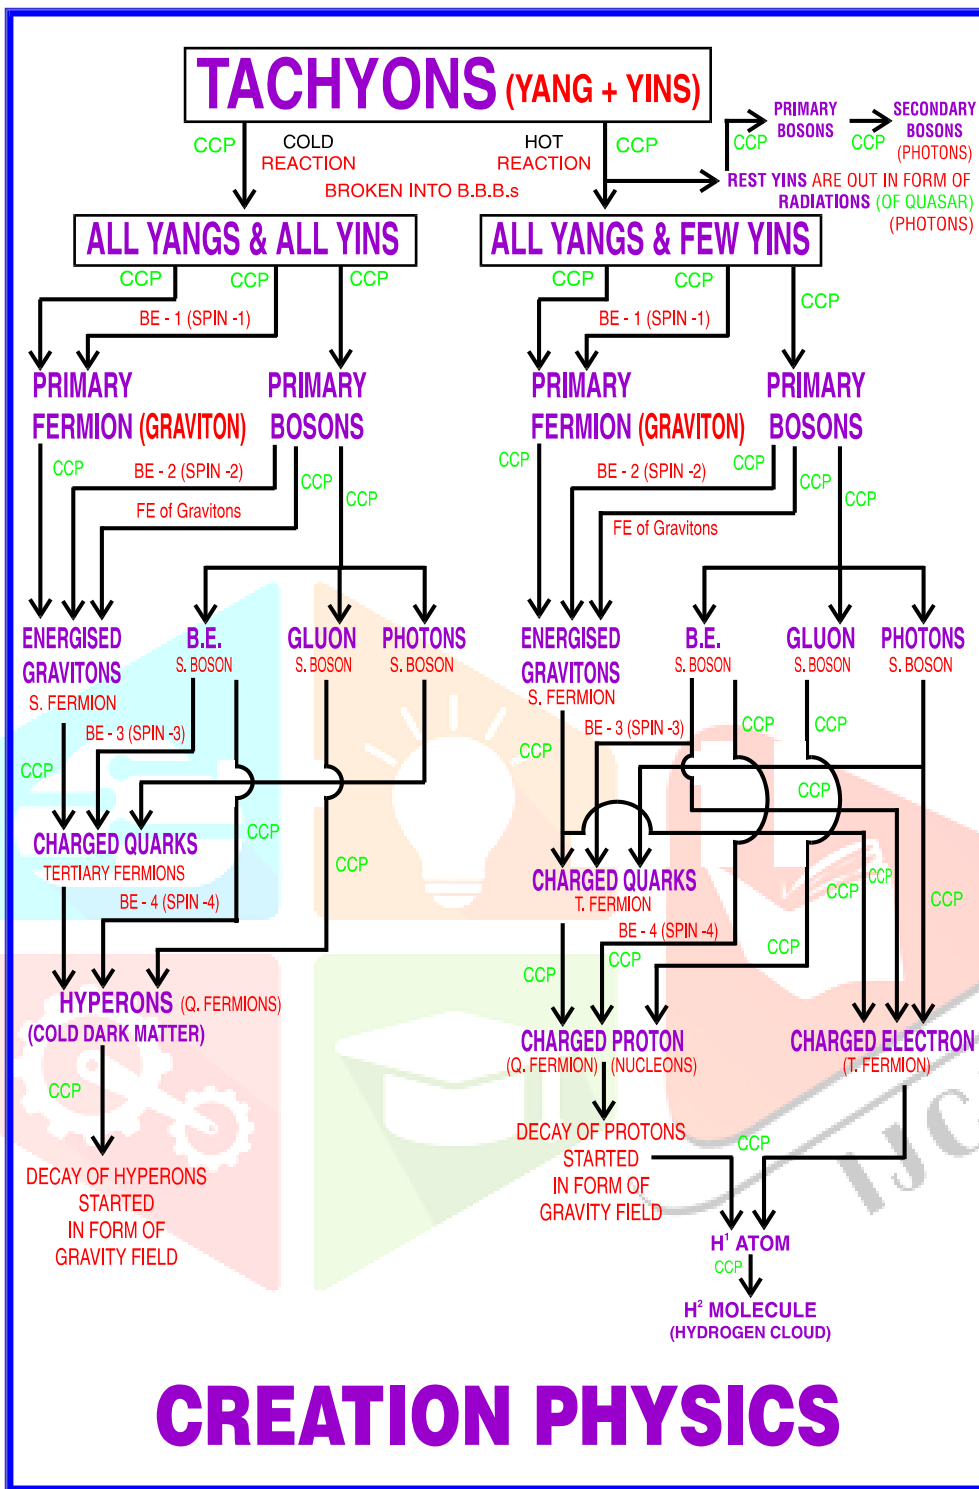 TACHYONS (YANG + YINS)
CCP COLD REACTION
HOT REACTION CCP
BROKEN INTO B.B.B.s
CCP PRIMARY BOSONS
CCP SECONDARY BOSONS (PHOTONS)
REST YINS ARE OUT IN FORM OF
RADIATIONS (OF QUASAR)
(PHOTONS)
ALL YANGS & ALL YINS
CCP CCP CCP
BE - 1 (SPIN -1)
PRIMARY
FERMION (GRAVITON)
PRIMARY
BOSONS
CCP BE - 2 (SPIN -2) CCP CCP
FE of Gravitons
ENERGISED
GRAVITONS
S. FERMION
B.E.
S. BOSON
GLUON
S. BOSON
PHOTONS
S. BOSON
BE - 3 (SPIN -3)
CCP
CHARGED QUARKS
TERTIARY FERMIONS
CCP
CCP
BE - 4 (SPIN -4)
HYPERONS (Q. FERMIONS)
(COLD DARK MATTER)
CCP
DECAY OF HYPERONS
STARTED
IN FORM OF
GRAVITY FIELD
ALL YANGS & FEW YINS
CCP CCP CCP
BE - 1 (SPIN -1)
PRIMARY
FERMION (GRAVITON)
PRIMARY
BOSONS
CCP BE - 2 (SPIN -2) CCP CCP CCP
FE of Gravitons
ENERGISED
GRAVITONS
S. FERMION
B.E.
S. BOSON
GLUON
S. BOSON
PHOTONS
S. BOSON
BE - 3 (SPIN -3) CCP CCP
CCP
CCP
CHARGED QUARKS
T. FERMION
CCP CCP CCP
BE - 4 (SPIN -4)
CCP CCP CCP
CHARGED PROTON
(Q. FERMION) (NUCLEONS)
CHARGED ELECTRON
(T. FERMION)
DECAY OF PROTONS
STARTED
IN FORM OF
GRAVITY FIELD
CCP
H¹ ATOM
CCP
H² MOLECULE
(HYDROGEN CLOUD)
IJC
CREATION PHYSICS